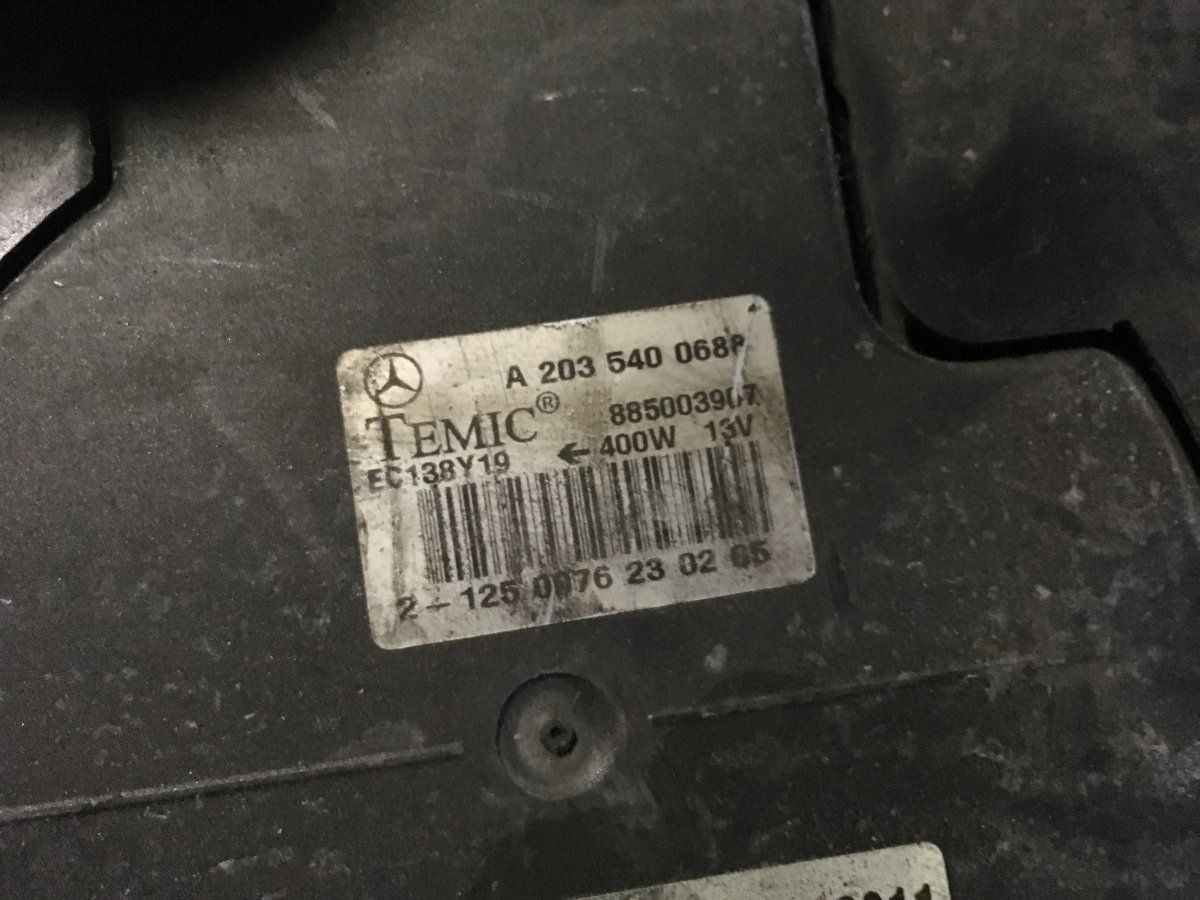 A 203 540 0688
TEMIC®
885003907
EC138Y19
← 400W 13V
2-125 0076 23 02 05